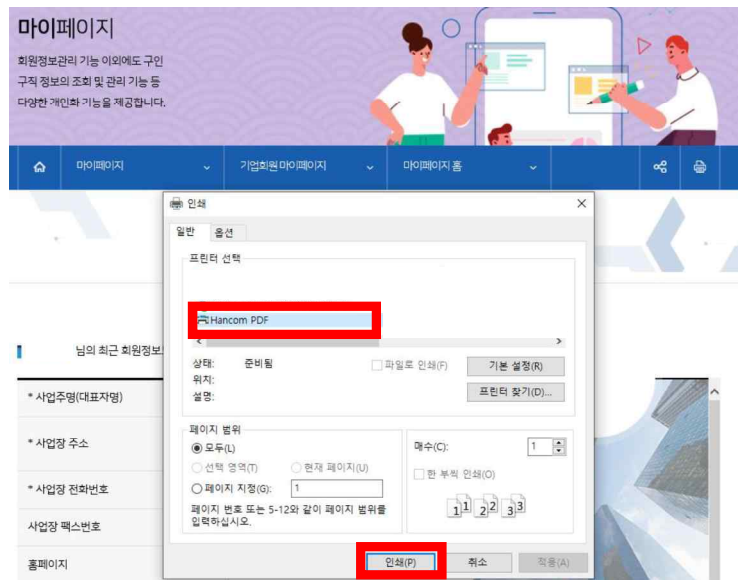 마이페이지
회원정보관리 기능 이외에도 구인
구직 정보의 조회 및 관리 기능 등
다양한 개인화 기능을 제공합니다.
마이페이지 기업회원 마이페이지 마이페이지 홈
인쇄
일반 옵션
프린터 선택
Hancom PDF
상태: 준비됨 파일로 인쇄(F) 기본 설정(R)
위치:
설명: 프린터 찾기(D)...
페이지 범위
모두(L) 매수(C): 1
선택 영역(T) 현재 페이지(U) 한 부씩 인쇄(O)
페이지 지정(G): 1
페이지 번호 또는 5-12와 같이 페이지 범위를
입력하십시오.
1 1 2 2 3 3
인쇄(P) 취소 적용(A)
님의 최근 회원정보
* 사업주명(대표자명)
* 사업장 주소
* 사업장 전화번호
사업장 팩스번호
홈페이지